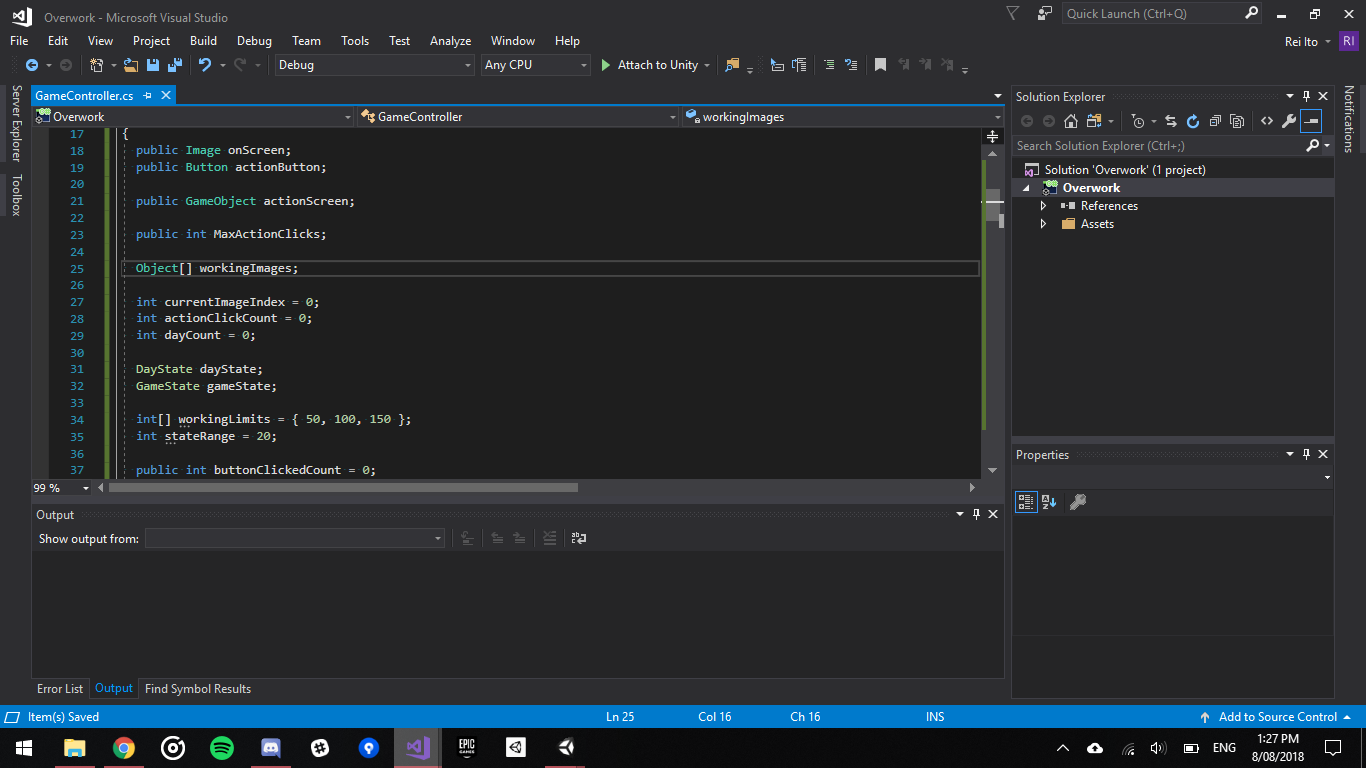 Overwork - Microsoft Visual Studio
Quick Launch (Ctrl+Q)
File Edit View Project Build Debug Team Tools Test Analyze Window Help
Rei Ito RI
Debug Any CPU Attach to Unity
Server Explorer
Toolbox
GameController.cs
Overwork GameController workingImages
17 {
18 public Image onScreen;
19 public Button actionButton;
20
21 public GameObject actionScreen;
22
23 public int MaxActionClicks;
24
25 Object[] workingImages;
26
27 int currentImageIndex = 0;
28 int actionClickCount = 0;
29 int dayCount = 0;
30
31 DayState dayState;
32 GameState gameState;
33
34 int[] workingLimits = { 50, 100, 150 };
35 int stateRange = 20;
36
37 public int buttonClickedCount = 0;
99 %
Output
Show output from:
Error List Output Find Symbol Results
Solution Explorer
Search Solution Explorer (Ctrl+;)
Solution 'Overwork' (1 project)
Overwork
References
Assets
Properties
Notifications
Item(s) Saved Ln 25 Col 16 Ch 16 INS Add to Source Control
EPIC GAMES
ENG
1:27 PM
8/08/2018